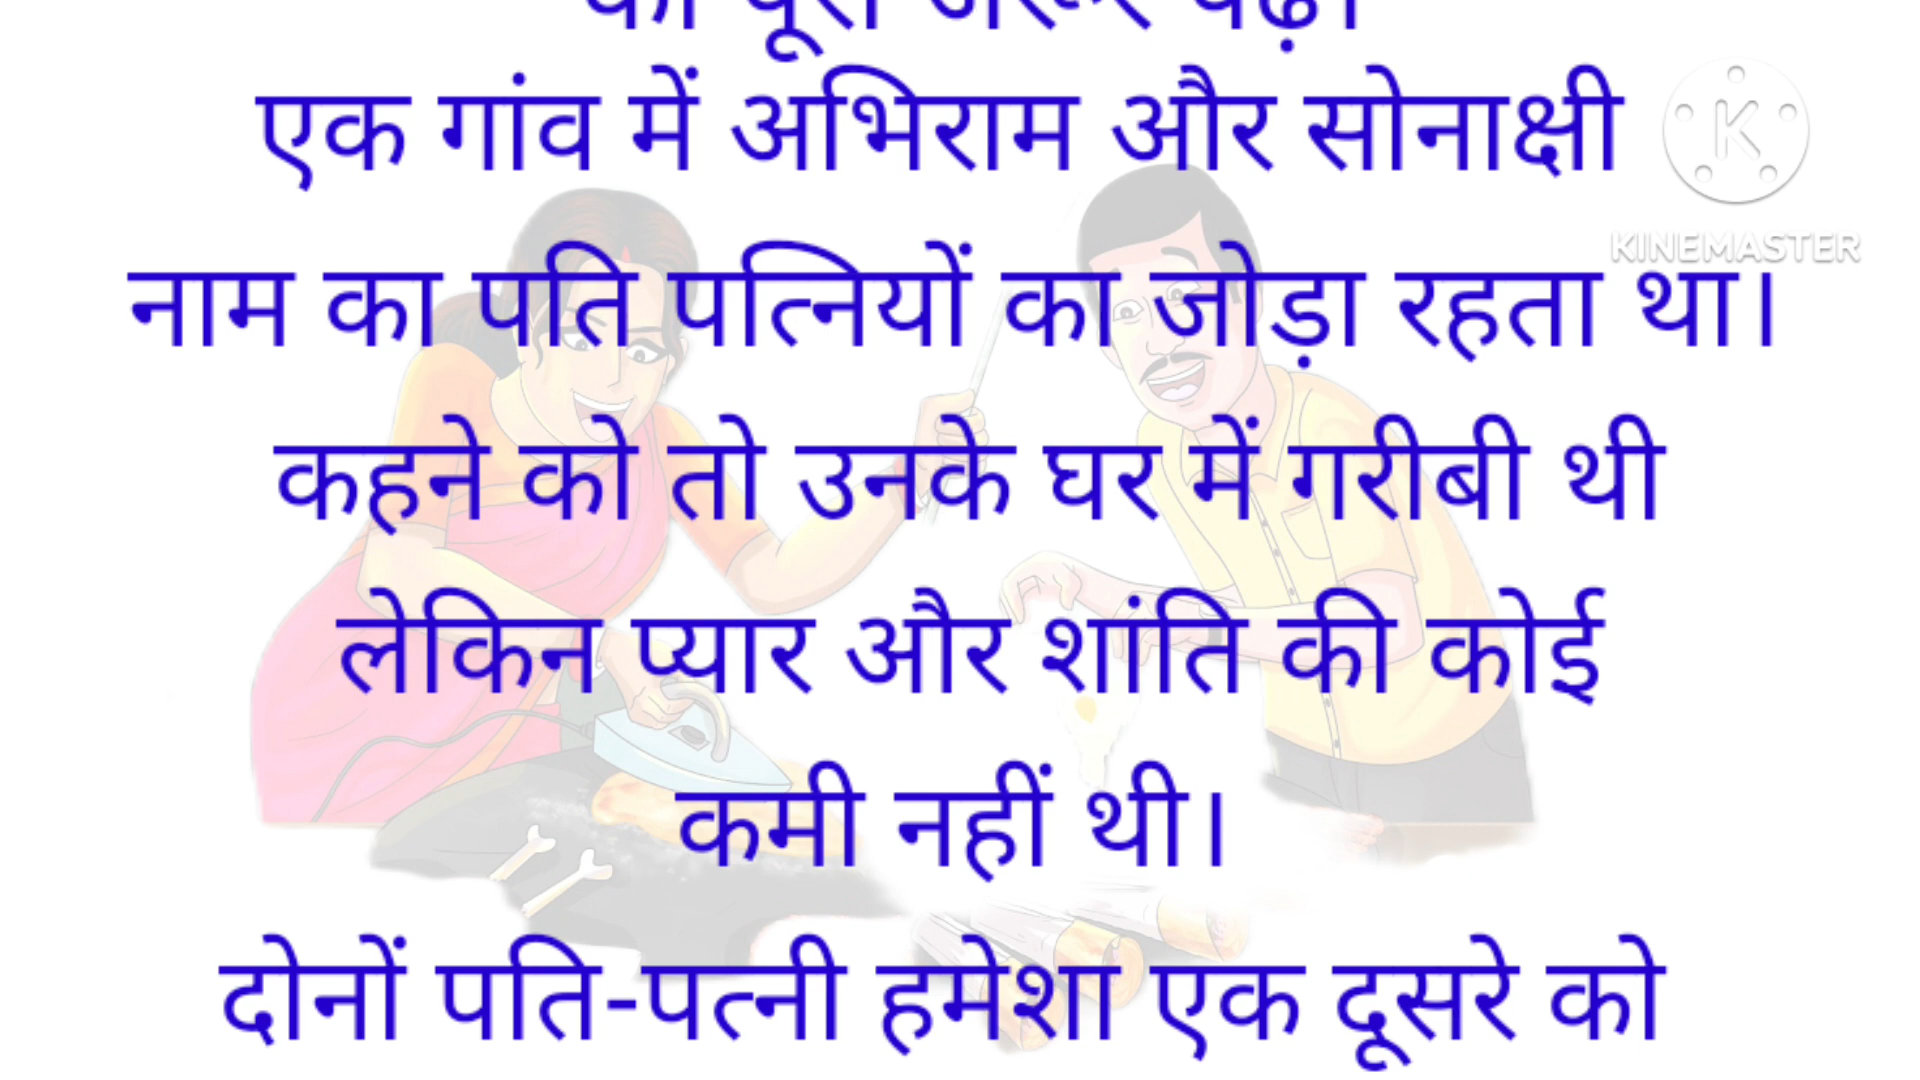 एक गांव में अभिराम और सोनाक्षी
नाम का पति पत्नियों का जोड़ा रहता था।
कहने को तो उनके घर में गरीबी थी
लेकिन प्यार और शांति की कोई
कमी नहीं थी।
दोनों पति-पत्नी हमेशा एक दूसरे को
K
KINEMASTER